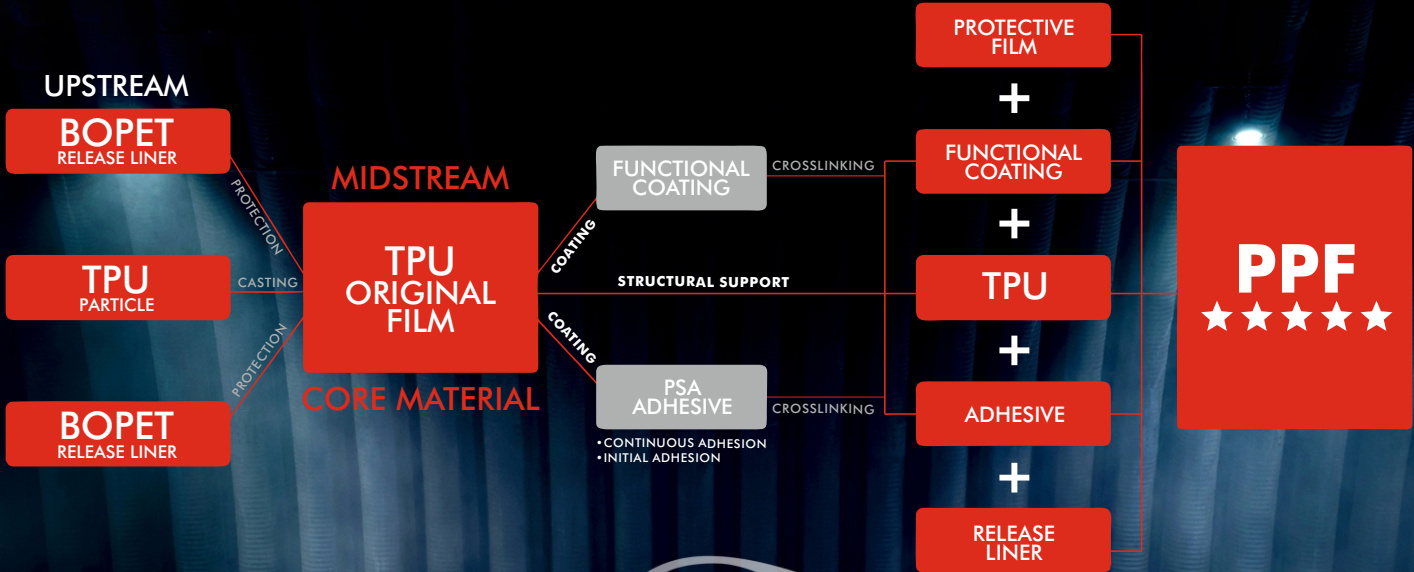 UPSTREAM
BOPET
RELEASE LINER
PROTECTION
TPU
PARTICLE
CASTING
BOPET
RELEASE LINER
PROTECTION
MIDSTREAM
TPU
ORIGINAL
FILM
CORE MATERIAL
COATING
FUNCTIONAL
COATING
CROSSLINKING
STRUCTURAL SUPPORT
COATING
PSA
ADHESIVE
CROSSLINKING
•CONTINUOUS ADHESION
•INITIAL ADHESION
PROTECTIVE
FILM
+
FUNCTIONAL
COATING
+
TPU
+
ADHESIVE
+
RELEASE
LINER
PPF
★★★★★